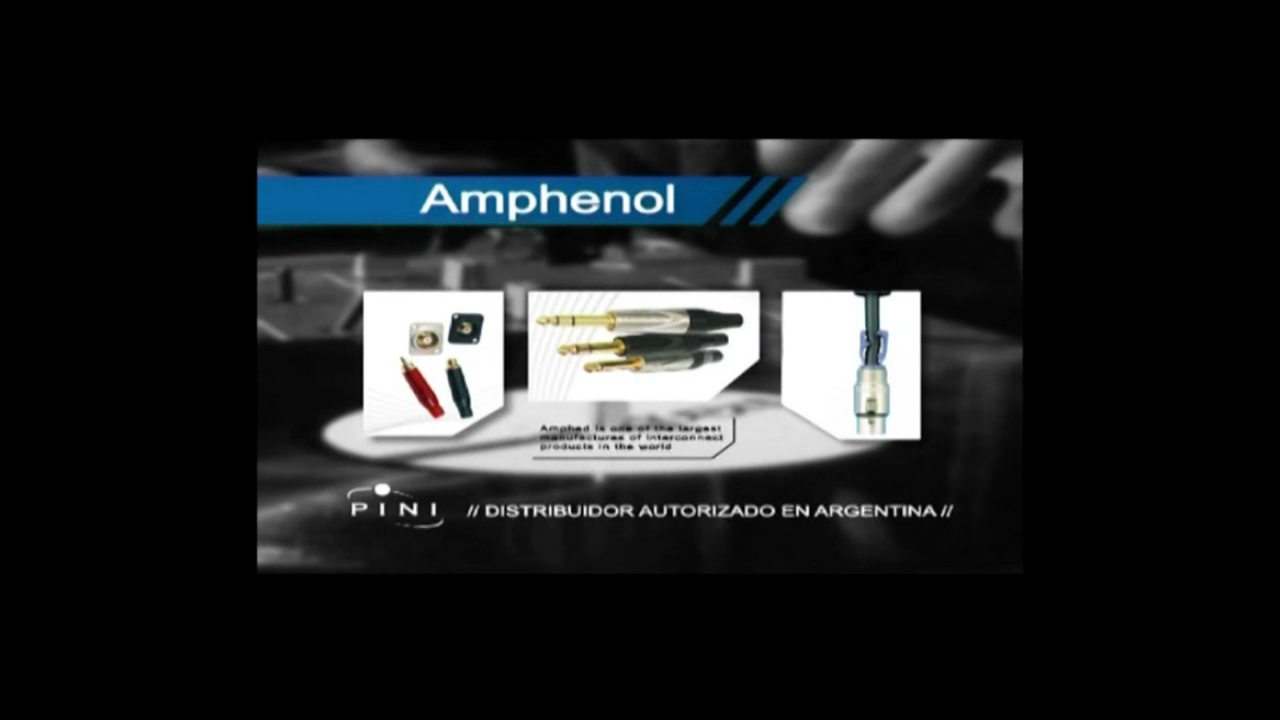 Amphenol
Amphed is one of the largest
manufactures of interconnect
products in the world
PINI
// DISTRIBUIDOR AUTORIZADO EN ARGENTINA //